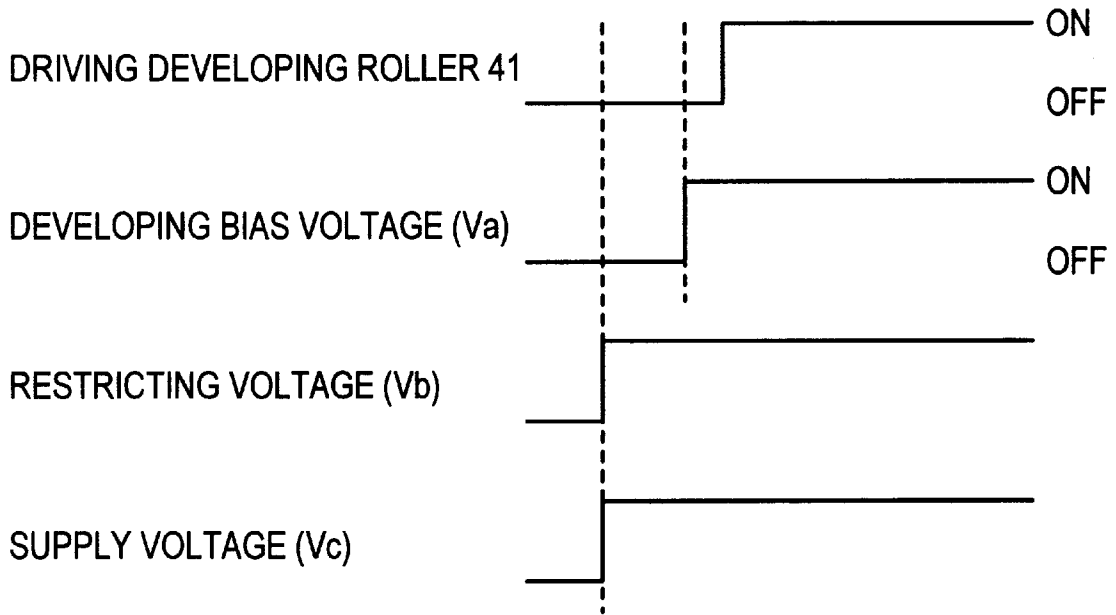 ON
DRIVING DEVELOPING ROLLER 41
OFF
ON
DEVELOPING BIAS VOLTAGE (Va)
OFF
RESTRICTING VOLTAGE (Vb)
SUPPLY VOLTAGE (Vc)